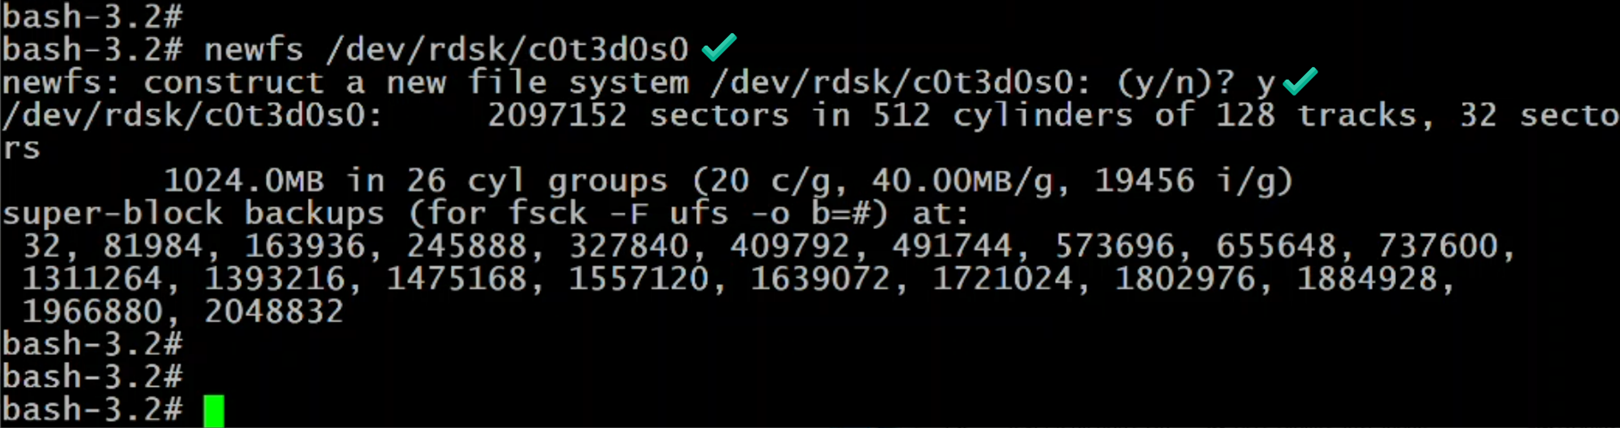 bash-3.2#
bash-3.2# newfs /dev/rdsk/c0t3d0s0
newfs: construct a new file system /dev/rdsk/c0t3d0s0: (y/n)? y
/dev/rdsk/c0t3d0s0:     2097152 sectors in 512 cylinders of 128 tracks, 32 secto
rs
        1024.0MB in 26 cyl groups (20 c/g, 40.00MB/g, 19456 i/g)
super-block backups (for fsck -F ufs -o b=#) at:
 32, 81984, 163936, 245888, 327840, 409792, 491744, 573696, 655648, 737600,
 1311264, 1393216, 1475168, 1557120, 1639072, 1721024, 1802976, 1884928,
 1966880, 2048832
bash-3.2#
bash-3.2#
bash-3.2#